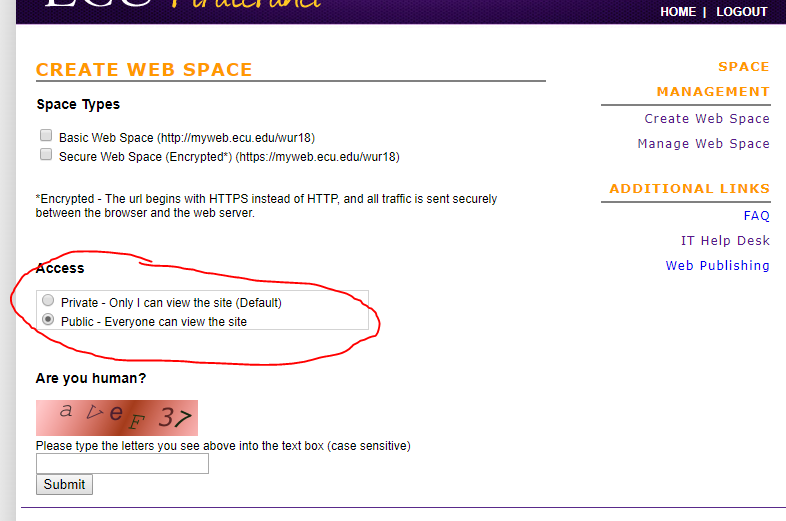 HOME | LOGOUT
CREATE WEB SPACE
Space Types
Basic Web Space (http://myweb.ecu.edu/wur18)
Secure Web Space (Encrypted*) (https://myweb.ecu.edu/wur18)
*Encrypted - The url begins with HTTPS instead of HTTP, and all traffic is sent securely
between the browser and the web server.
Access
Private - Only I can view the site (Default)
Public - Everyone can view the site
Are you human?
Please type the letters you see above into the text box (case sensitive)
Submit
SPACE
MANAGEMENT
Create Web Space
Manage Web Space
ADDITIONAL LINKS
FAQ
IT Help Desk
Web Publishing